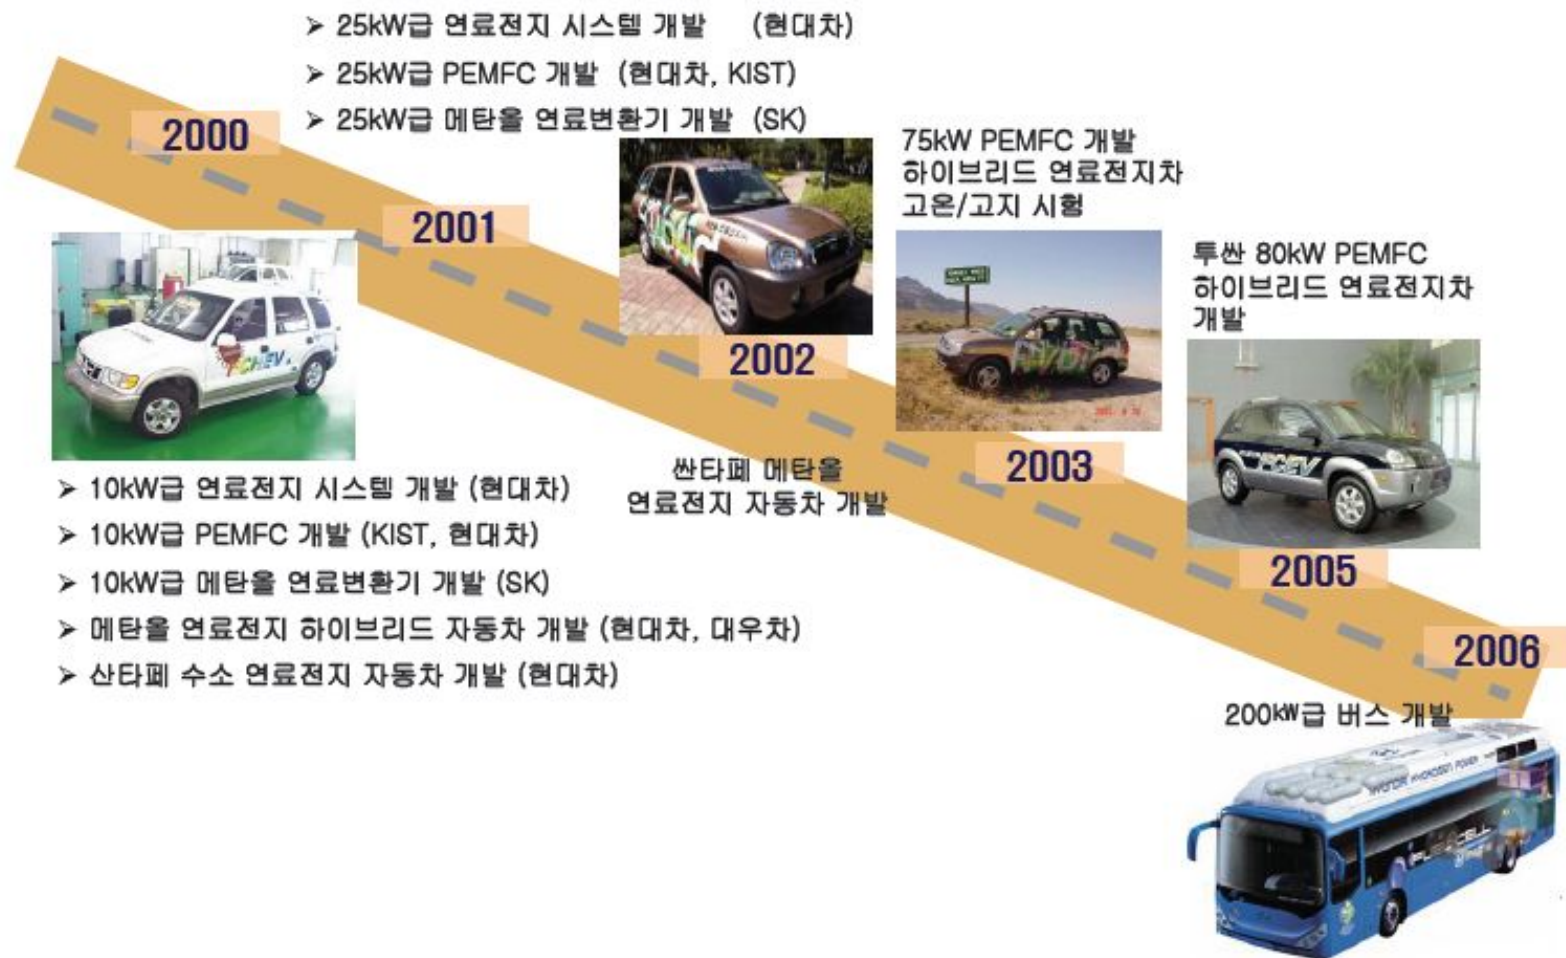 ➢ 25kW급 연료전지 시스템 개발 (현대차)
➢ 25kW급 PEMFC 개발 (현대차, KIST)
➢ 25kW급 메탄올 연료변환기 개발 (SK)
2000
2001
75kW PEMFC 개발
하이브리드 연료전지차
고온/고지 시험
투싼 80kW PEMFC
하이브리드 연료전지차
개발
2002
FCHEV
싼타페 메탄올
연료전지 자동차 개발
2003
FCEV
➢ 10kW급 연료전지 시스템 개발 (현대차)
➢ 10kW급 PEMFC 개발 (KIST, 현대차)
➢ 10kW급 메탄올 연료변환기 개발 (SK)
➢ 메탄올 연료전지 하이브리드 자동차 개발 (현대차, 대우차)
➢ 산타페 수소 연료전지 자동차 개발 (현대차)
2005
2006
200kW급 버스 개발
HYUNDAI HYDROGEN POWER
FUEL CELL